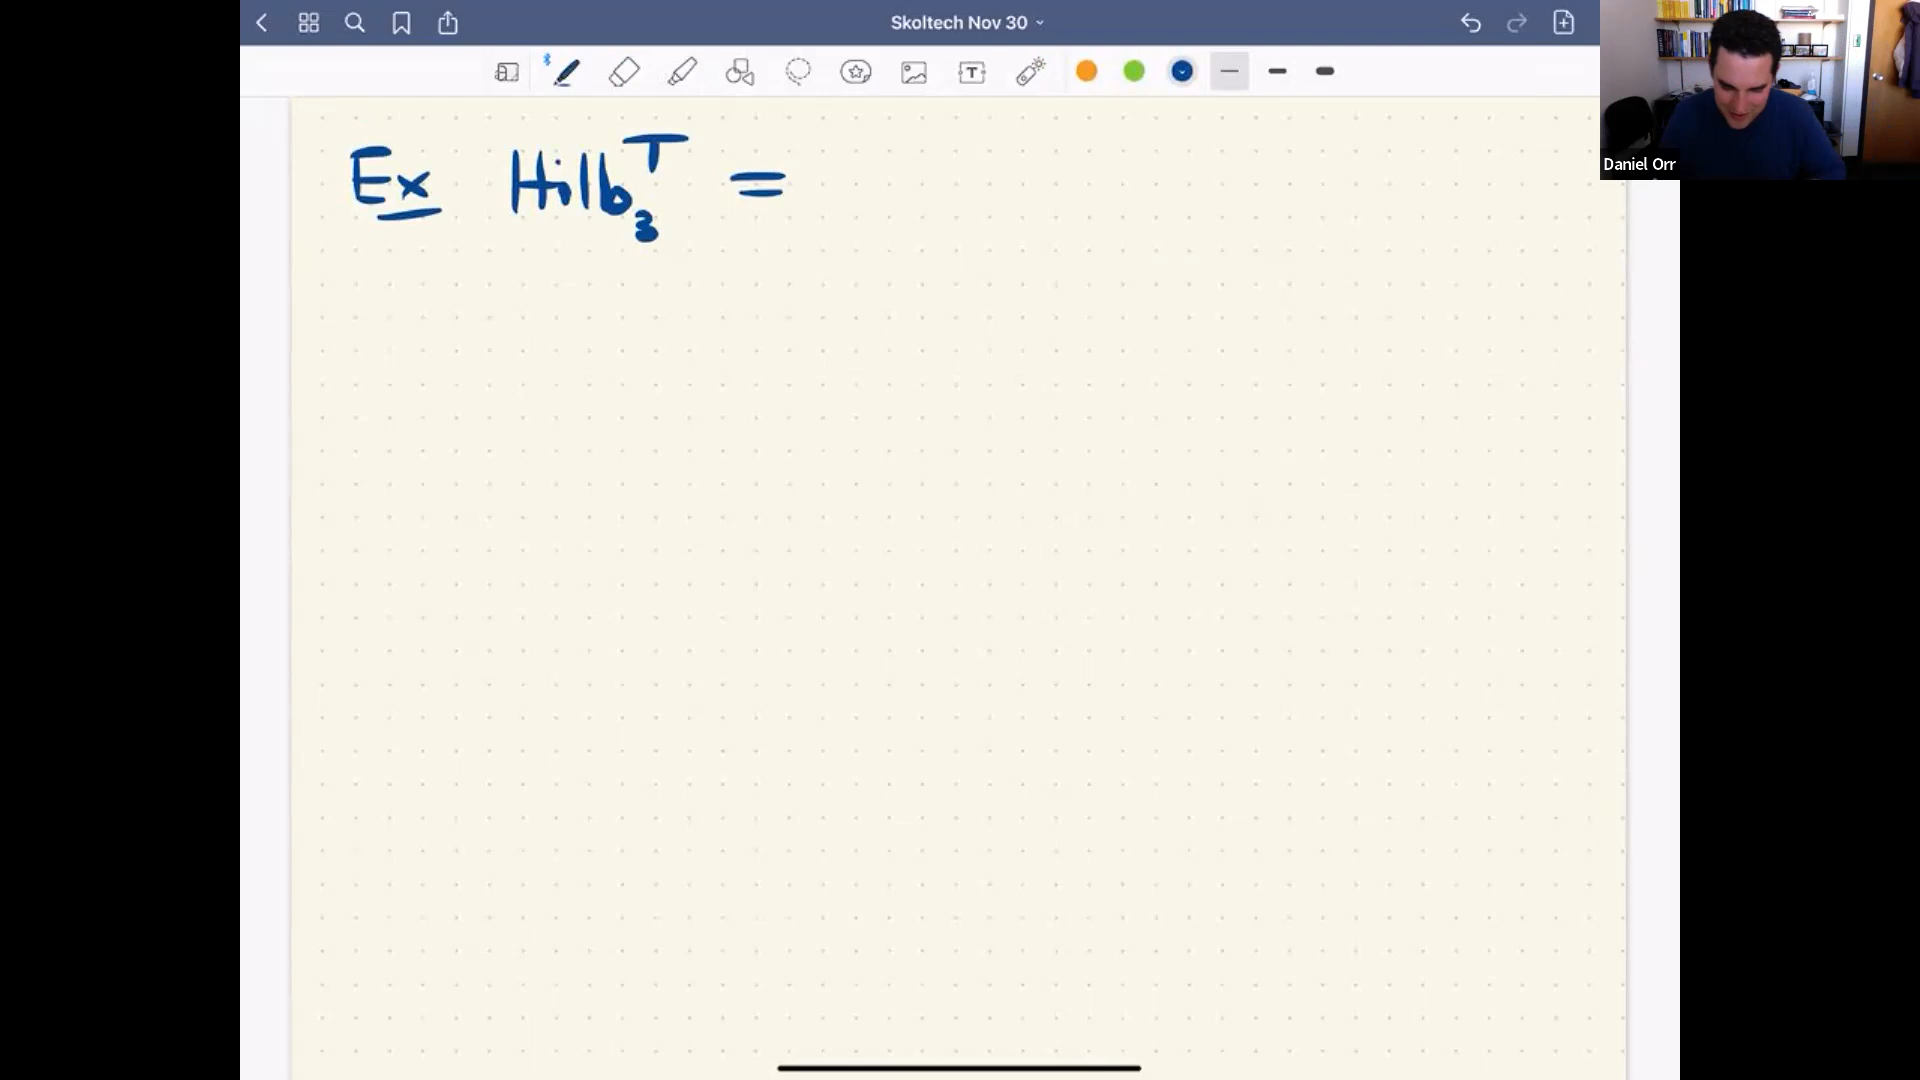 Skoltech Nov 30
Daniel Orr
Ex Hilb₃ᵀ =